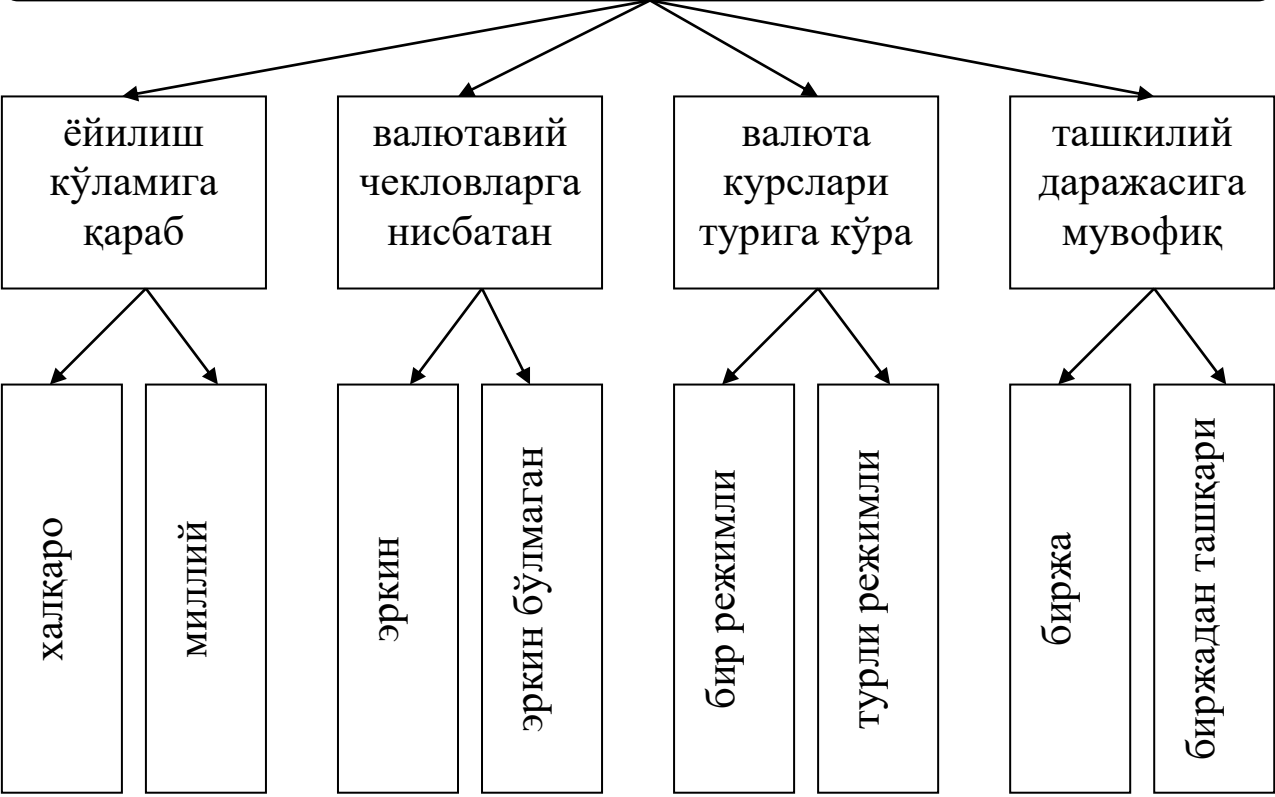 ёйилиш
кўламига
қараб
валютавий
чекловларга
нисбатан
валюта
курслари
турига кўра
ташкилий
даражасига
мувофиқ
халқаро
миллий
эркин
эркин бўлмаган
бир режимли
турли режимли
биржа
биржадан ташқари